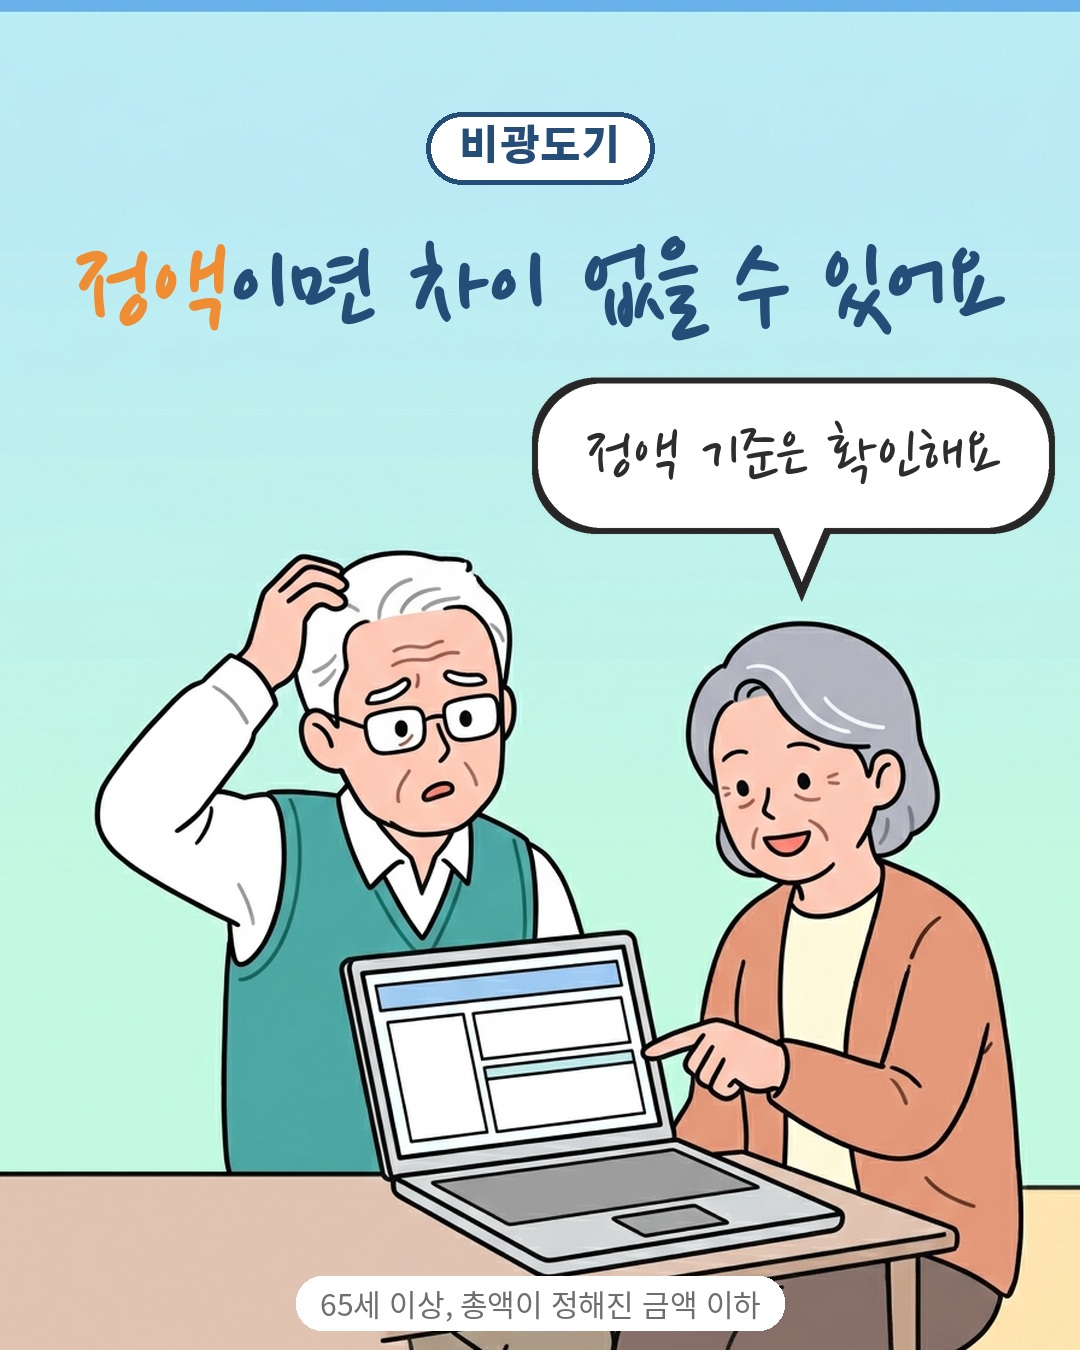 비광도기
정액이면 차이 없을 수 있어요
정액 기준은 확인해요
65세 이상, 총액이 정해진 금액 이하